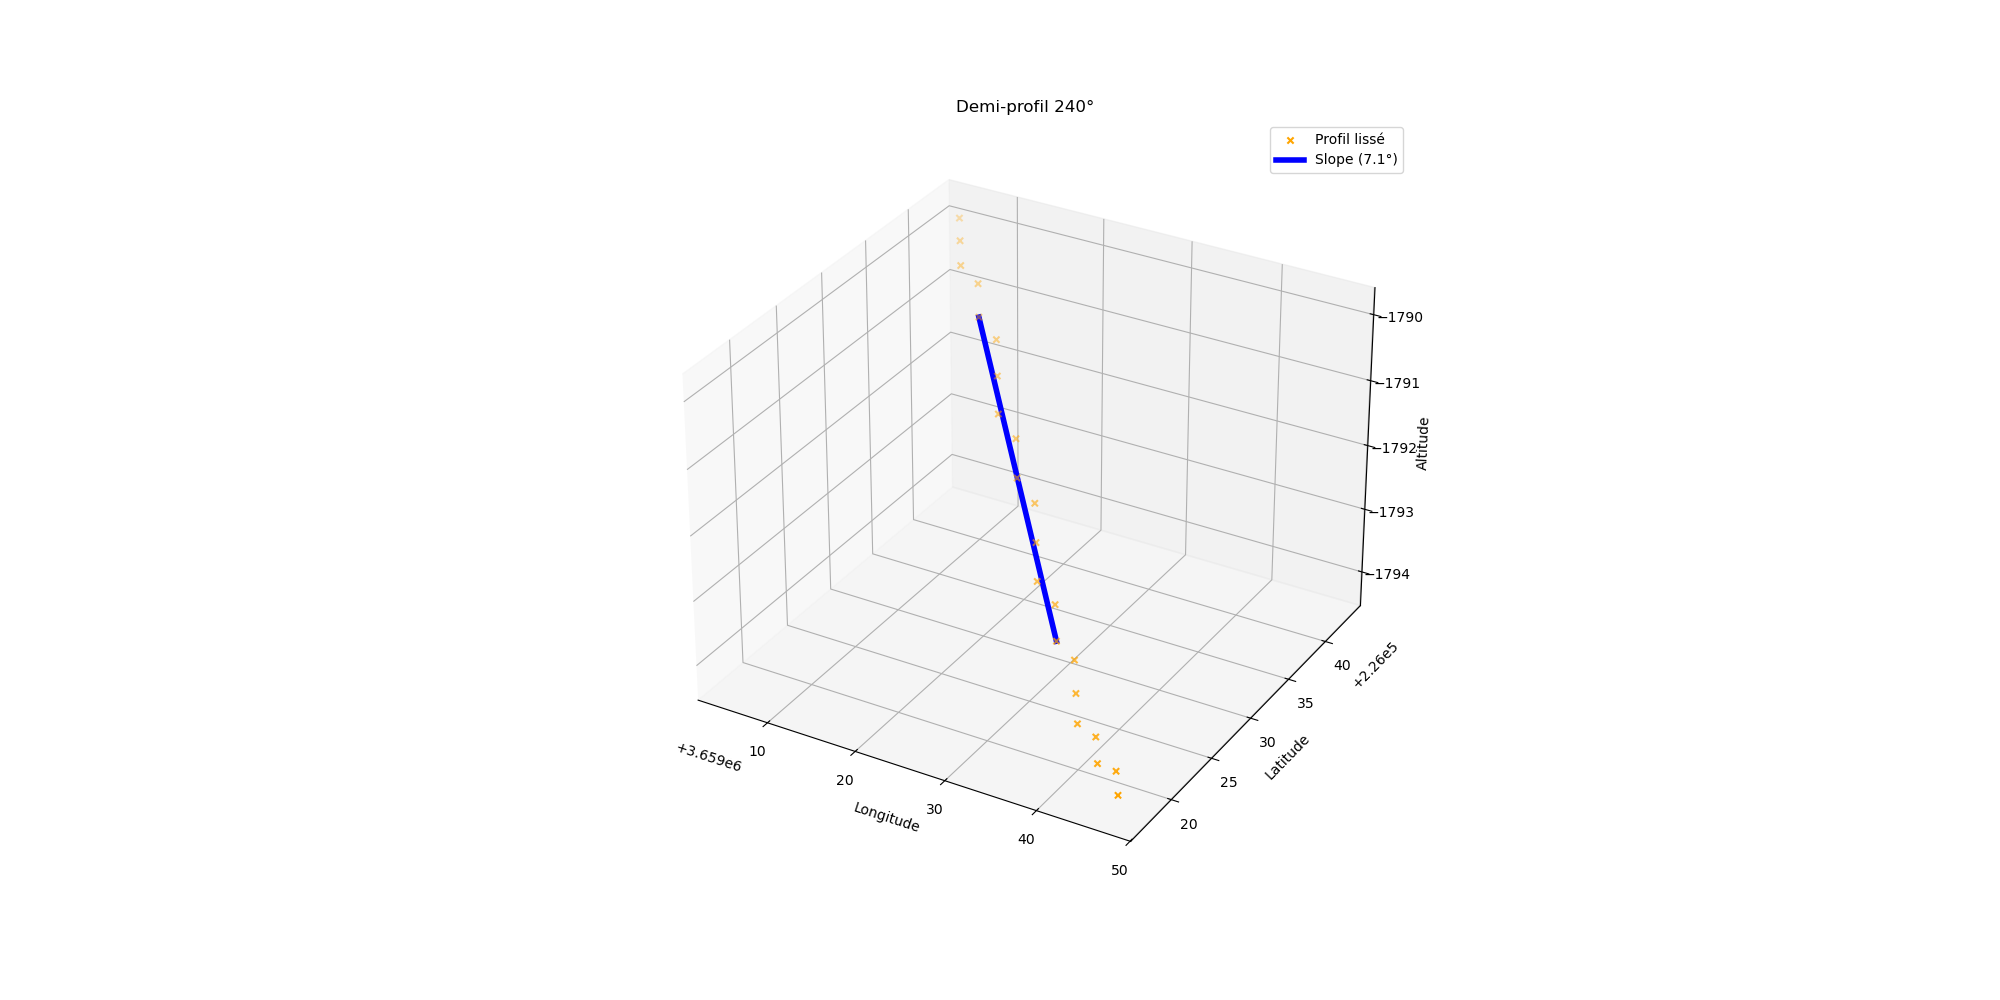 Demi-profil 240°
Profil lissé
Slope (7.1°)
−1790
−1791
−1792
−1793
−1794
Altitude
40
35
30
25
20
+2.26e5
Latitude
10
20
30
40
50
+3.659e6
Longitude